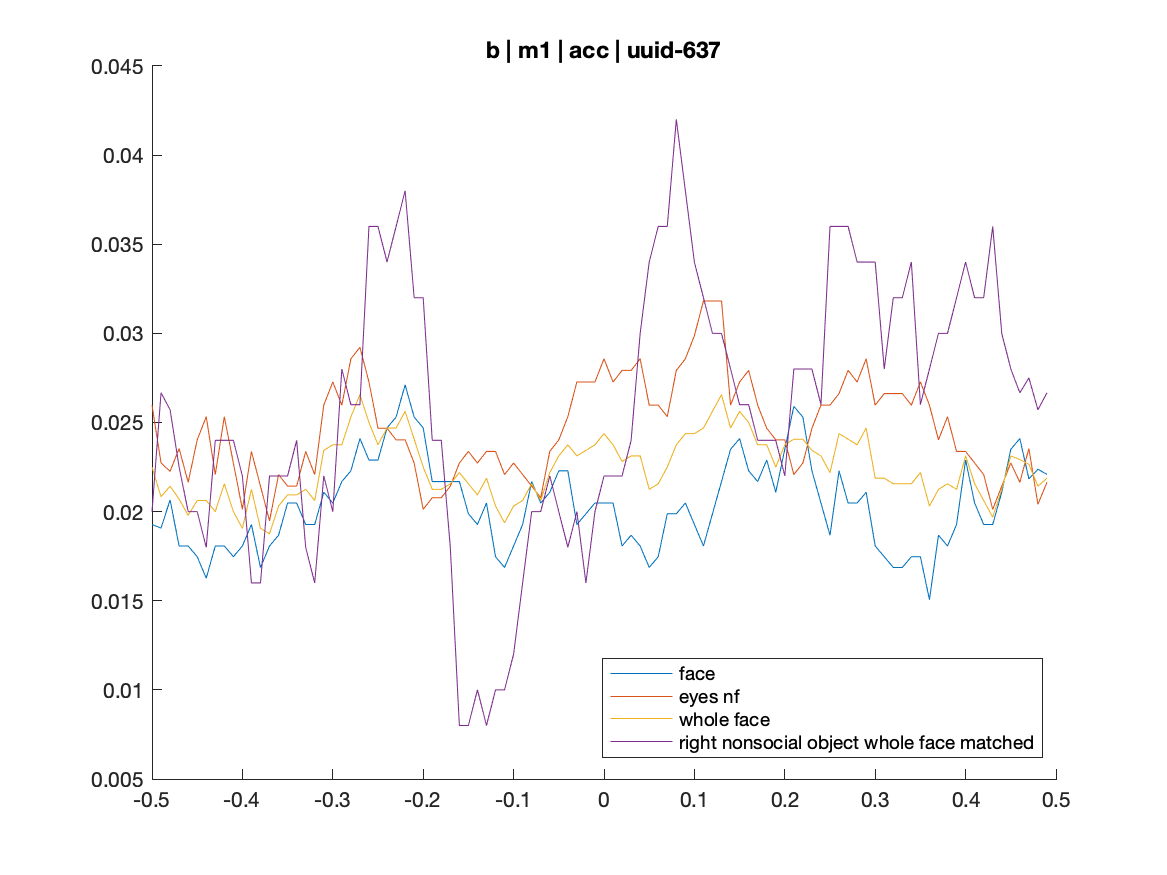 b | m1 | acc | uuid-637
0.045
0.04
0.035
0.03
0.025
0.02
0.015
0.01
0.005
face
eyes nf
whole face
right nonsocial object whole face matched
-0.5 -0.4 -0.3 -0.2 -0.1 0 0.1 0.2 0.3 0.4 0.5